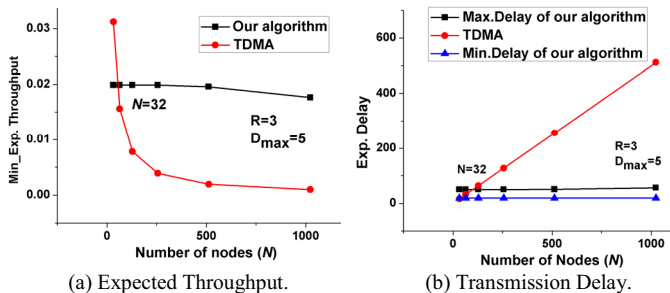 Our algorithm
TDMA
0.03
0.02
0.01
0.00
Min_Exp. Throughput
N=32
R=3
Dmax=5
0
500
1000
Number of nodes (N)
(a) Expected Throughput.
Max.Delay of our algorithm
TDMA
Min.Delay of our algorithm
600
400
200
0
Exp. Delay
N=32
R=3
Dmax=5
0
500
1000
Number of Nodes (N)
(b) Transmission Delay.